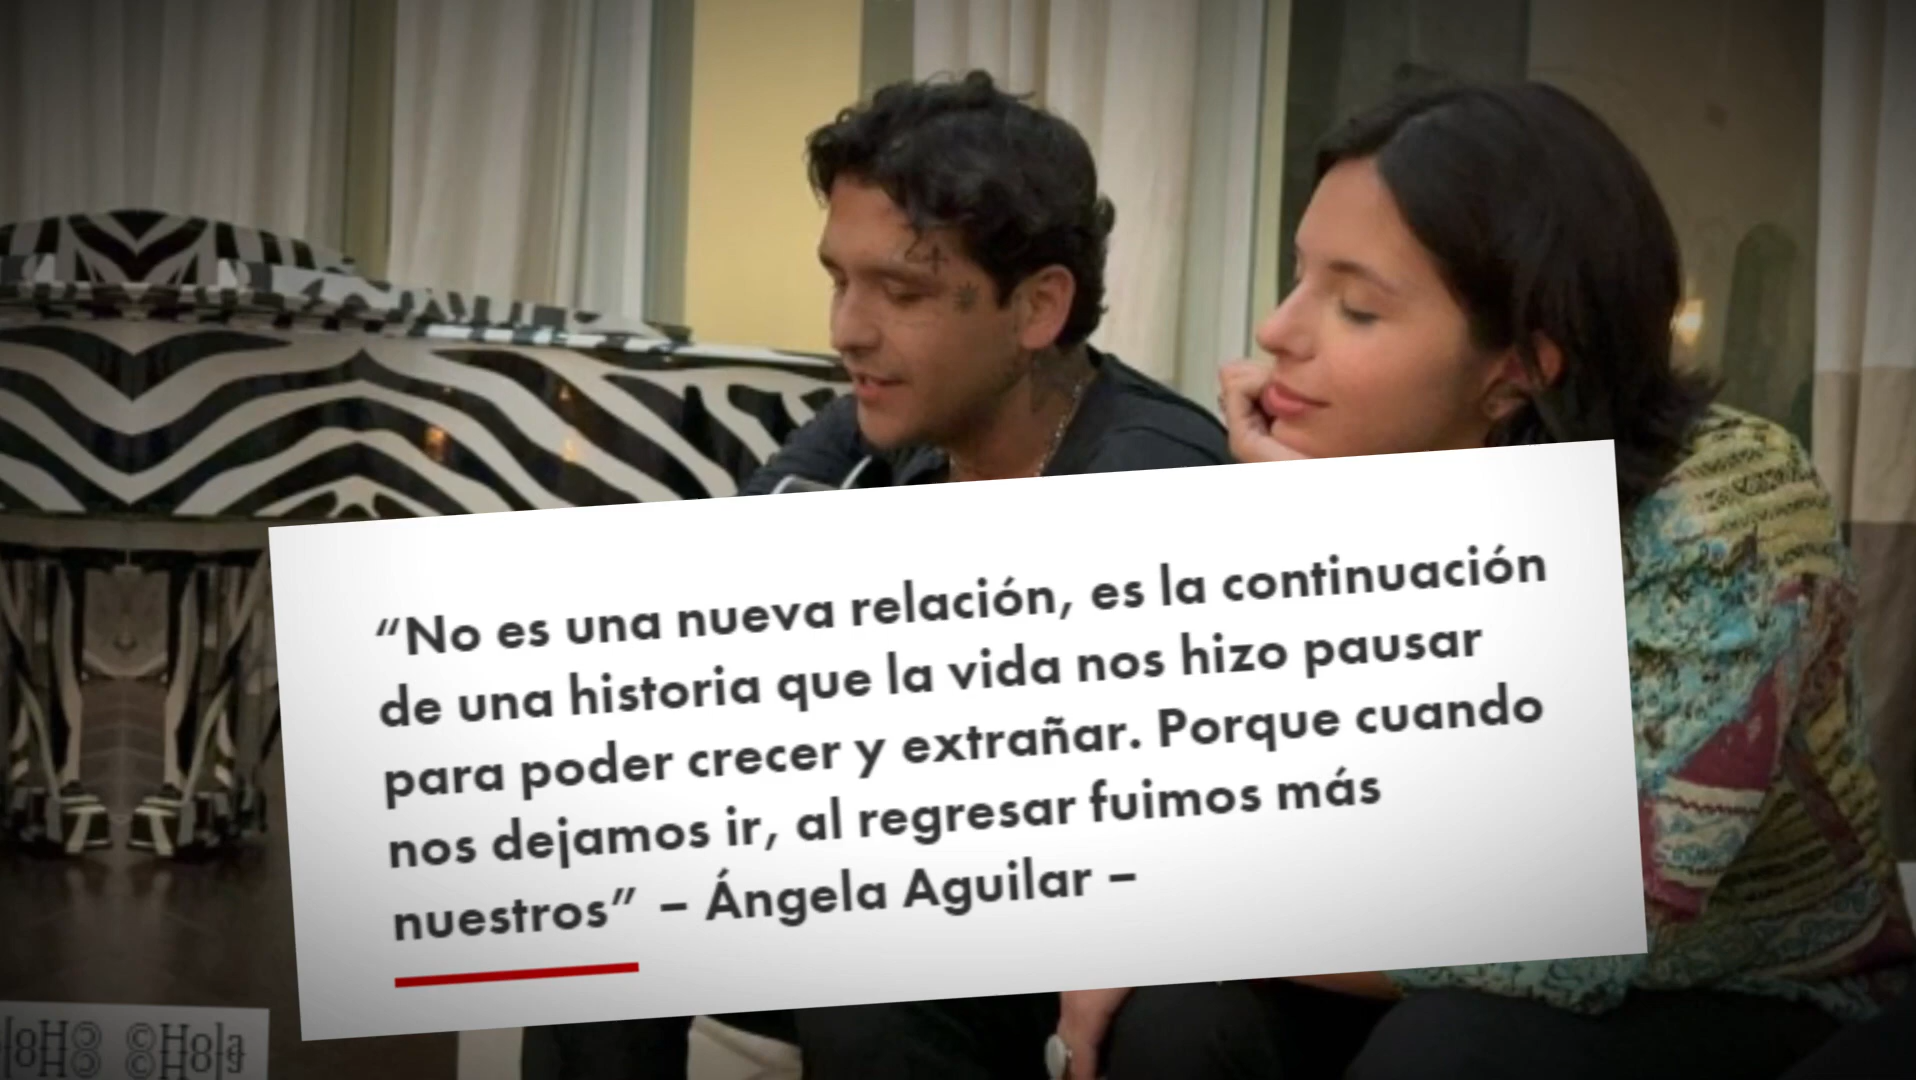 “No es una nueva relación, es la continuación
de una historia que la vida nos hizo pausar
para poder crecer y extrañar. Porque cuando
nos dejamos ir, al regresar fuimos más
nuestros” – Ángela Aguilar –
©Hola